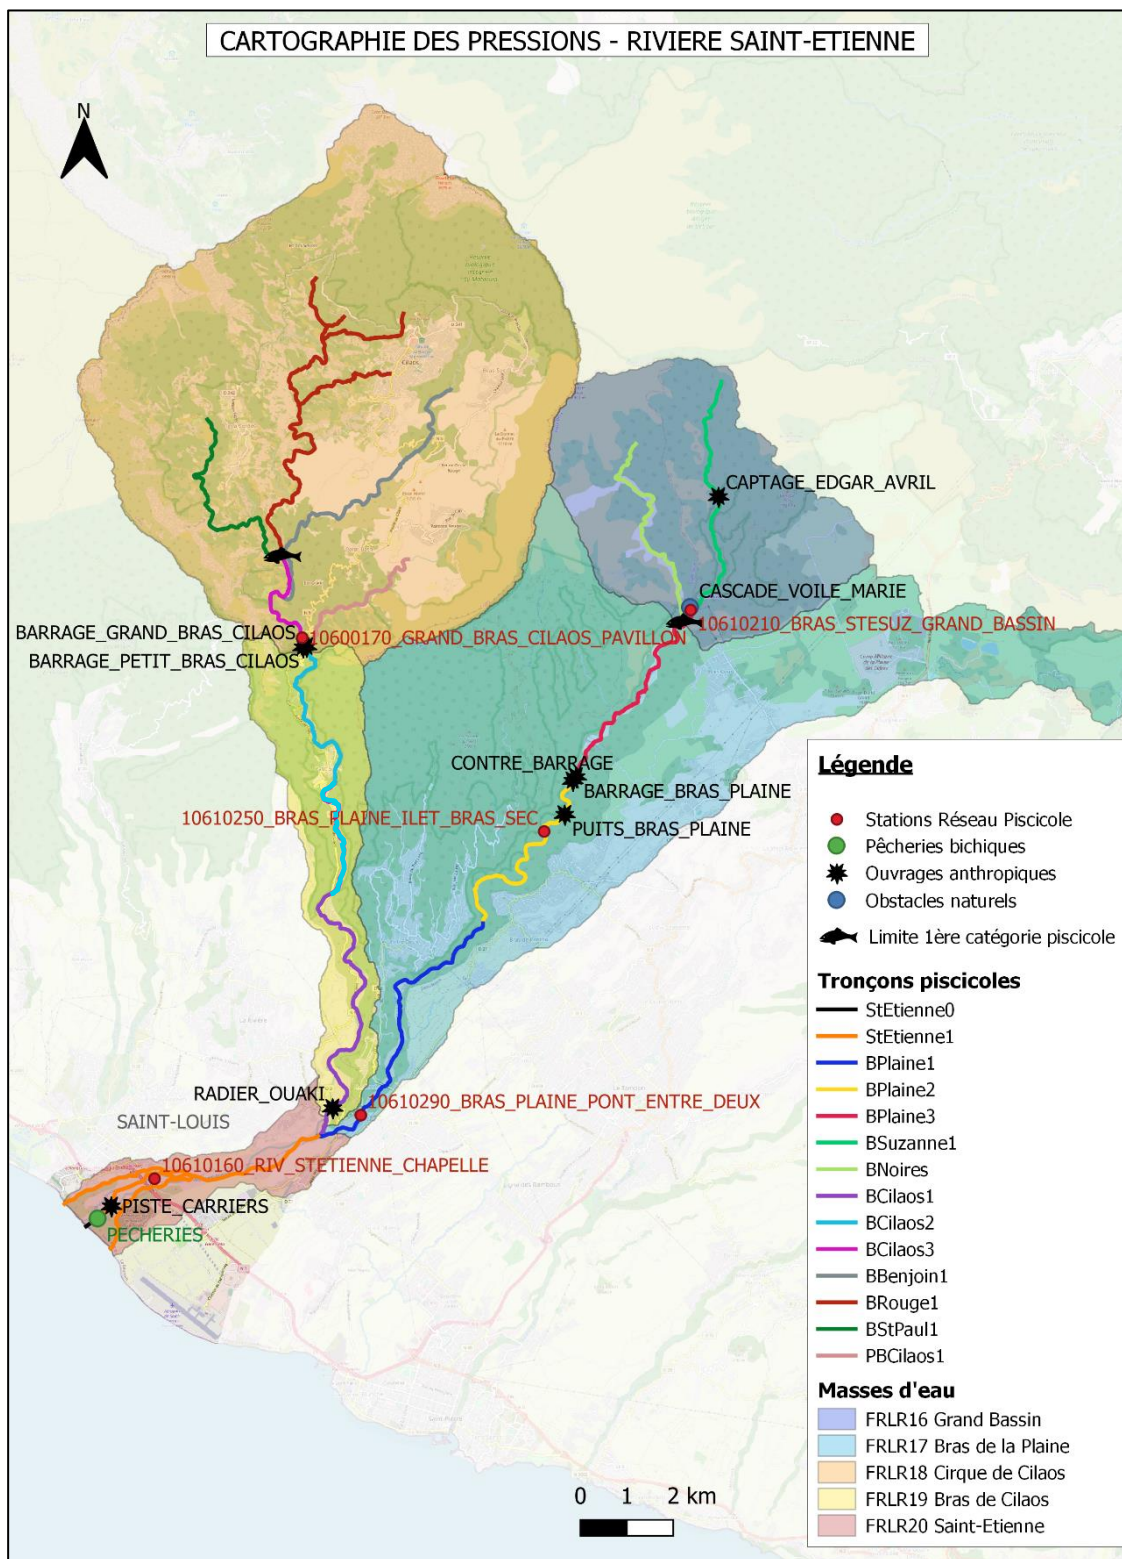 CARTOGRAPHIE DES PRESSIONS - RIVIERE SAINT-ETIENNE
N
Cilaos
CAPTAGE_EDGAR_AVRIL
CASCADE_VOILE_MARIE
10610210_BRAS_STESUZ_GRAND_BASSIN
BARRAGE_GRAND_BRAS_CILAOS
10600170_GRAND_BRAS_CILAOS_PAVILLON
BARRAGE_PETIT_BRAS_CILAOS
CONTRE_BARRAGE
BARRAGE_BRAS_PLAINE
10610250_BRAS_PLAINE_ILET_BRAS_SEC
PUITS_BRAS_PLAINE
RADIER_OUAKI
10610290_BRAS_PLAINE_PONT_ENTRE_DEUX
SAINT-LOUIS
10610160_RIV_STETIENNE_CHAPELLE
PISTE_CARRIERS
PECHERIES
0 1 2 km
Légende
Stations Réseau Piscicole
Pêcheries bichiques
Ouvrages anthropiques
Obstacles naturels
Limite 1ère catégorie piscicole
Tronçons piscicoles
StEtienne0
StEtienne1
BPlaine1
BPlaine2
BPlaine3
BSuzanne1
BNoires
BCilaos1
BCilaos2
BCilaos3
BBenjoin1
BRouge1
BStPaul1
PBCilaos1
Masses d'eau
FRLR16 Grand Bassin
FRLR17 Bras de la Plaine
FRLR18 Cirque de Cilaos
FRLR19 Bras de Cilaos
FRLR20 Saint-Etienne